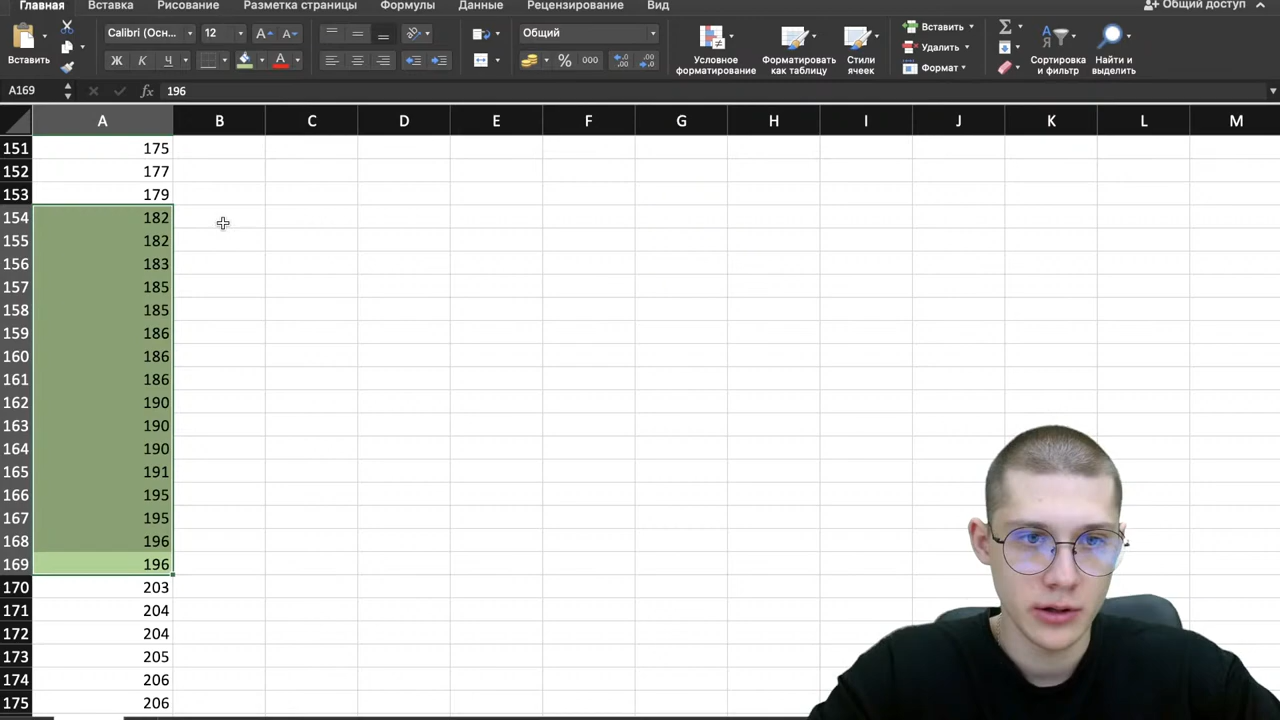 Главная Вставка Рисование Разметка страницы Формулы Данные Рецензирование Вид Общий доступ
Вставить
Calibri (Осн... 12
Ж К Ч
Общий
% 000
Условное форматирование
Форматировать как таблицу
Стили ячеек
Вставить
Удалить
Формат
Сортировка и фильтр
Найти и выделить
A169 fx 196
A B C D E F G H I J K L M
151 175
152 177
153 179
154 182
155 182
156 183
157 185
158 185
159 186
160 186
161 186
162 190
163 190
164 190
165 191
166 195
167 195
168 196
169 196
170 203
171 204
172 204
173 205
174 206
175 206